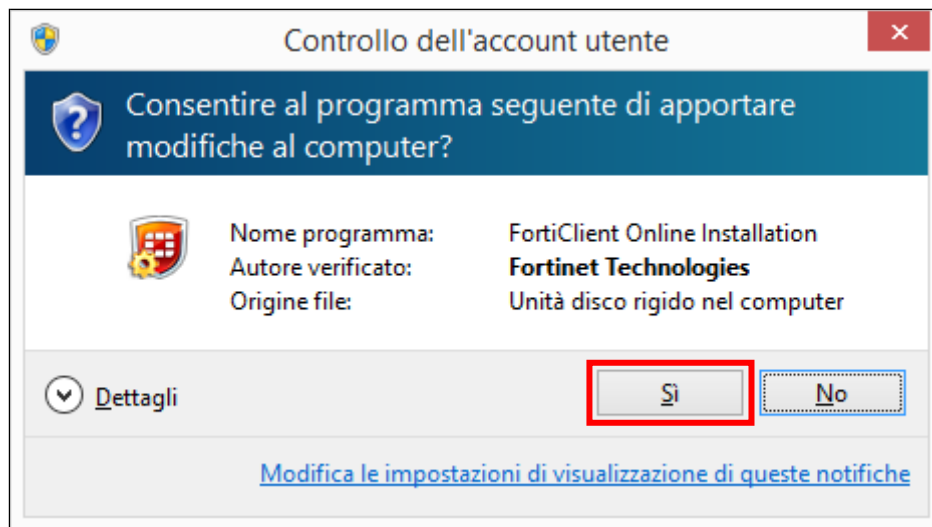 Controllo dell'account utente
Consentire al programma seguente di apportare
modifiche al computer?
Nome programma: FortiClient Online Installation
Autore verificato: Fortinet Technologies
Origine file: Unità disco rigido nel computer
Dettagli Sì No
Modifica le impostazioni di visualizzazione di queste notifiche